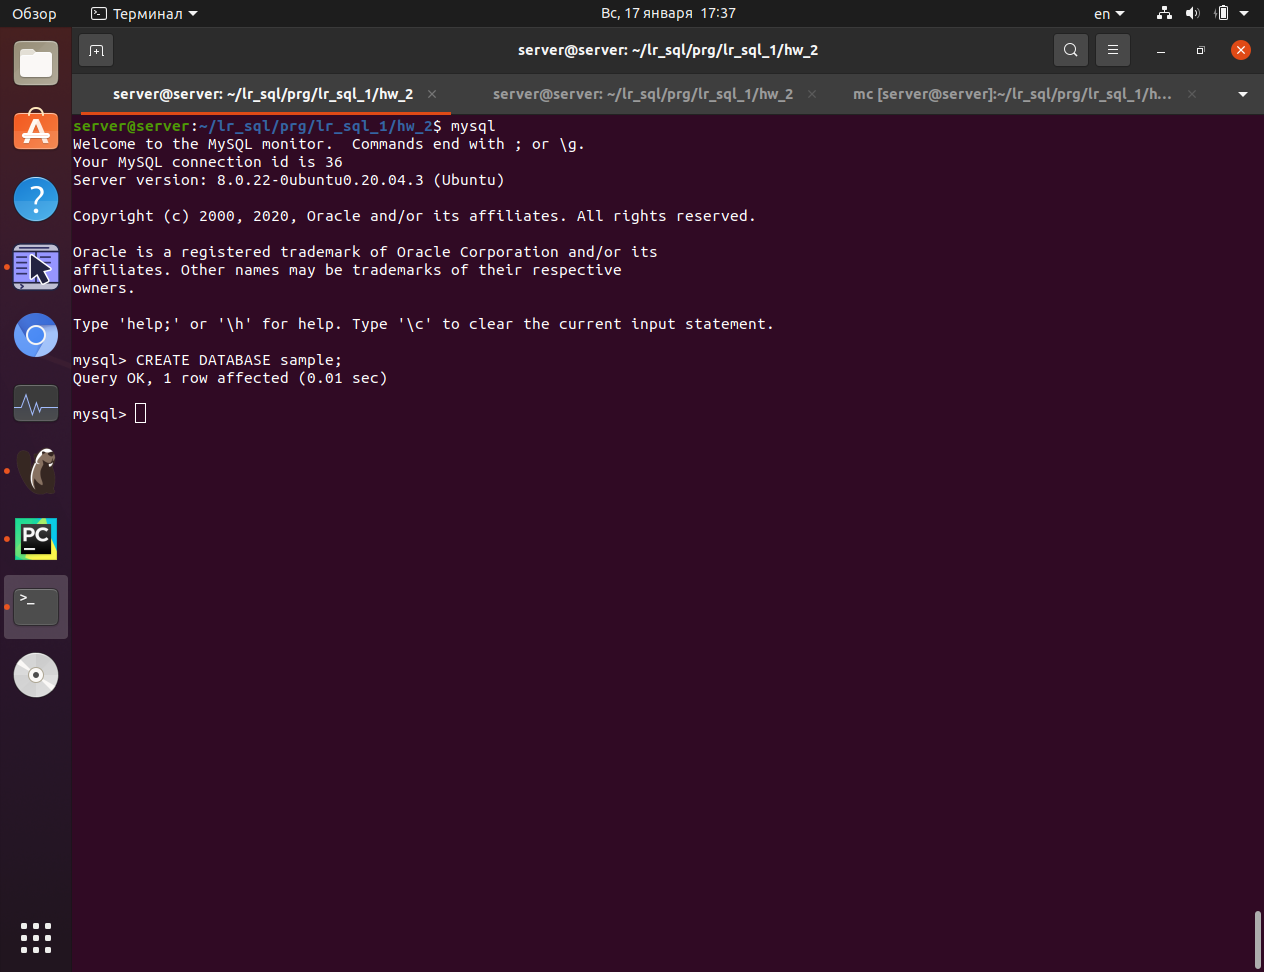 Обзор
Терминал
Вс, 17 января 17:37
en
server@server: ~/lr_sql/prg/lr_sql_1/hw_2
server@server: ~/lr_sql/prg/lr_sql_1/hw_2
server@server: ~/lr_sql/prg/lr_sql_1/hw_2
mc [server@server]:~/lr_sql/prg/lr_sql_1/h...
server@server:~/lr_sql/prg/lr_sql_1/hw_2$ mysql
Welcome to the MySQL monitor.  Commands end with ; or \g.
Your MySQL connection id is 36
Server version: 8.0.22-0ubuntu0.20.04.3 (Ubuntu)
Copyright (c) 2000, 2020, Oracle and/or its affiliates. All rights reserved.
Oracle is a registered trademark of Oracle Corporation and/or its
affiliates. Other names may be trademarks of their respective
owners.
Type 'help;' or '\h' for help. Type '\c' to clear the current input statement.
mysql> CREATE DATABASE sample;
Query OK, 1 row affected (0.01 sec)
mysql>
PC
>_